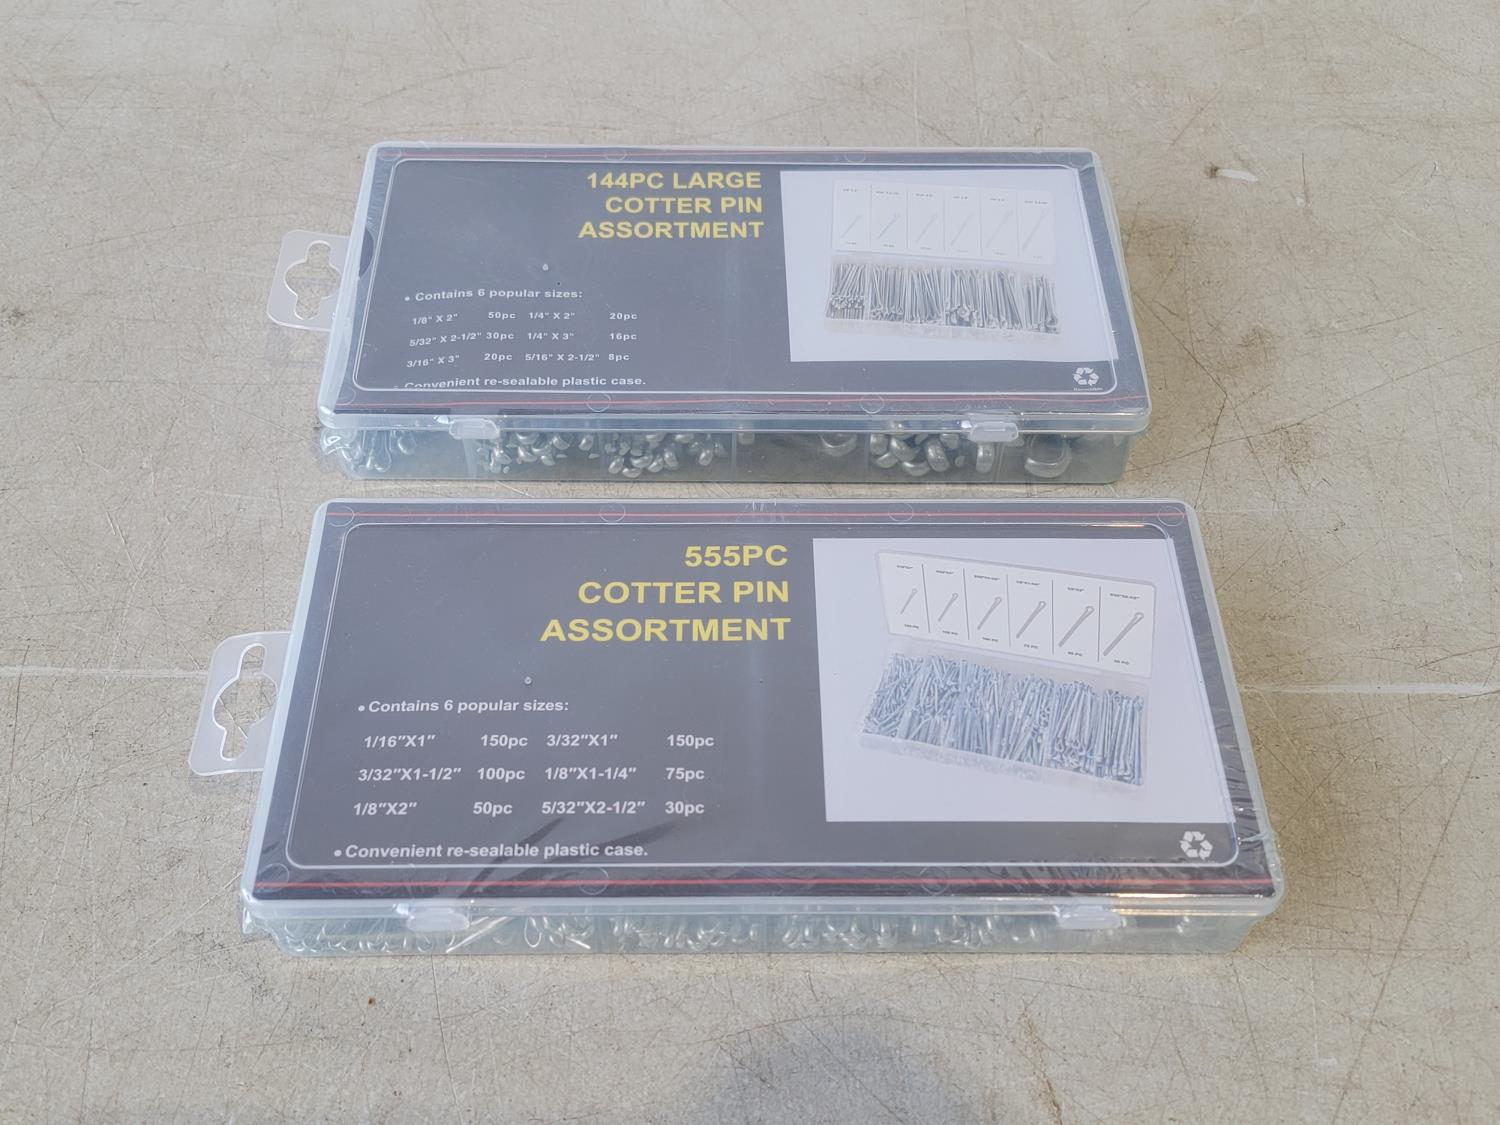 144PC LARGE
COTTER PIN
ASSORTMENT
• Contains 6 popular sizes:
1/8" X 2" 50pc 1/4" X 2" 20pc
5/32" X 2-1/2" 30pc 1/4" X 3" 16pc
3/16" X 3" 20pc 5/16" X 2-1/2" 8pc
• Convenient re-sealable plastic case.
555PC
COTTER PIN
ASSORTMENT
• Contains 6 popular sizes:
1/16"X1" 150pc 3/32"X1" 150pc
3/32"X1-1/2" 100pc 1/8"X1-1/4" 75pc
1/8"X2" 50pc 5/32"X2-1/2" 30pc
• Convenient re-sealable plastic case.